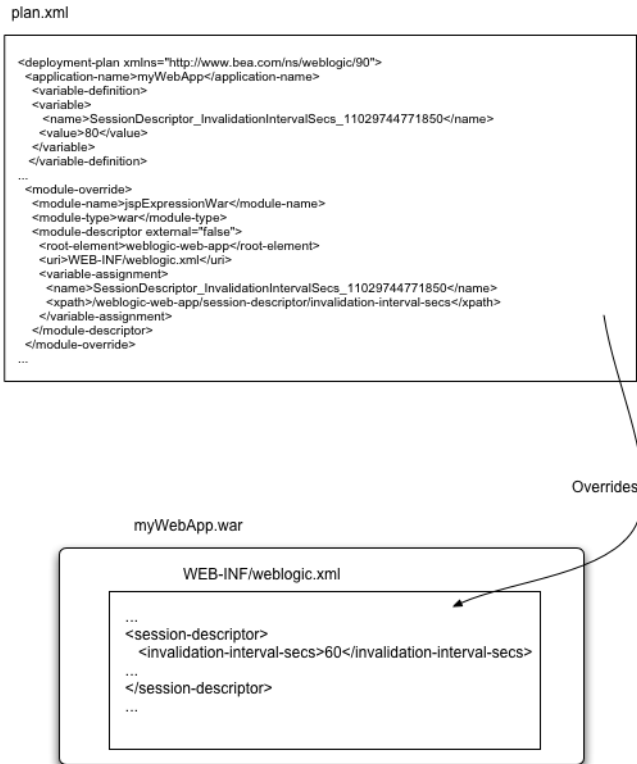 plan.xml
<deployment-plan xmlns="http://www.bea.com/ns/weblogic/90">
<application-name>myWebApp</application-name>
<variable-definition>
<variable>
<name>SessionDescriptor_InvalidationIntervalSecs_11029744771850</name>
<value>80</value>
</variable>
</variable-definition>
...
<module-override>
<module-name>jspExpressionWar</module-name>
<module-type>war</module-type>
<module-descriptor external="false">
<root-element>weblogic-web-app</root-element>
<uri>WEB-INF/weblogic.xml</uri>
<variable-assignment>
<name>SessionDescriptor_InvalidationIntervalSecs_11029744771850</name>
<xpath>/weblogic-web-app/session-descriptor/invalidation-interval-secs</xpath>
</variable-assignment>
</module-descriptor>
</module-override>
...
Overrides
myWebApp.war
WEB-INF/weblogic.xml
...
<session-descriptor>
<invalidation-interval-secs>60</invalidation-interval-secs>
...
</session-descriptor>
...